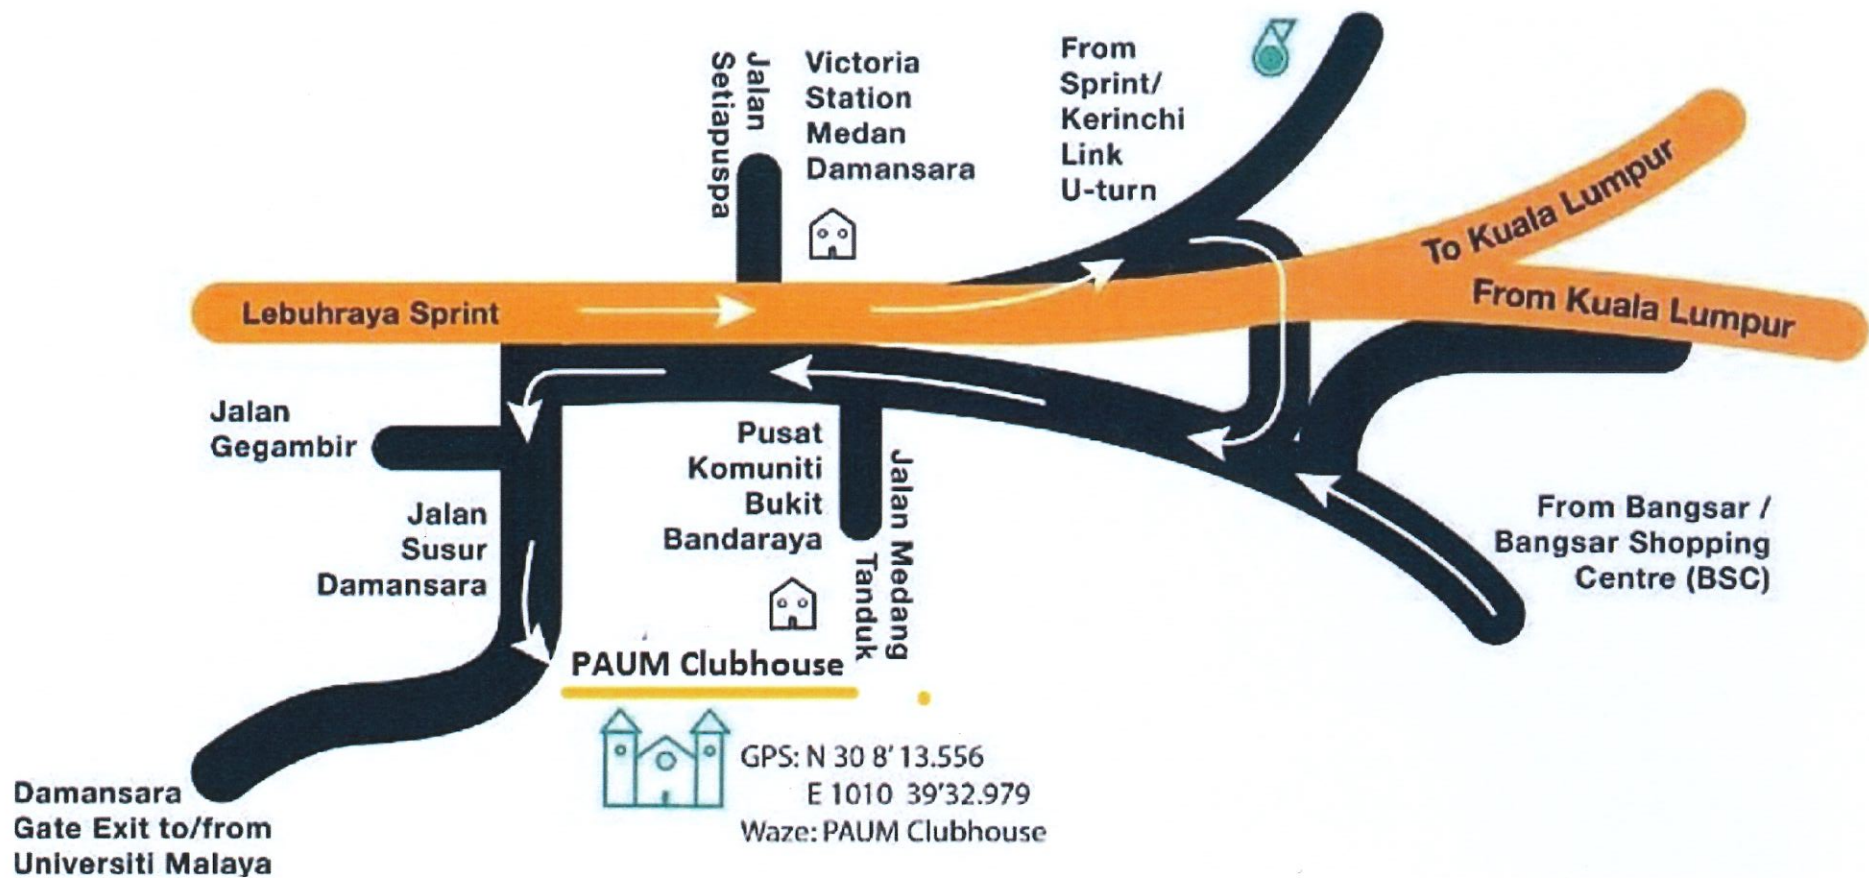 Jalan
Setiapuspa
Victoria
Station
Medan
Damansara
From
Sprint/
Kerinchi
Link
U-turn
To Kuala Lumpur
From Kuala Lumpur
Lebuhraya Sprint
Jalan
Gegambir
Jalan
Susur
Damansara
Pusat
Komuniti
Bukit
Bandaraya
Jalan Medang
Tanduk
From Bangsar /
Bangsar Shopping
Centre (BSC)
PAUM Clubhouse
GPS: N 30 8' 13.556
E 1010 39'32.979
Waze: PAUM Clubhouse
Damansara
Gate Exit to/from
Universiti Malaya